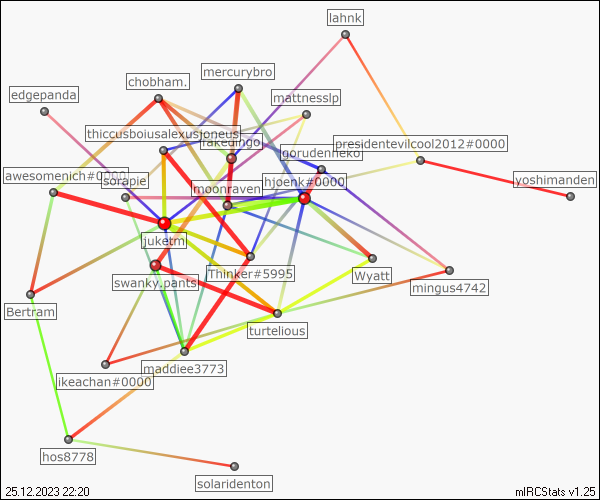 lahnk
mercurybro
chobham.
edgepanda
mattnesslp
thiccusboiusalexusjoneus
fakedingo
presidentevilcool2012#0000
gorudenneko
awesomenich#0000
sorapie
moonraven
hjoenk#0000
yoshimanden
juketm
Thinker#5995
swanky.pants
Wyatt
mingus4742
Bertram
turtelious
maddiee3773
ikeachan#0000
hos8778
solaridenton
25.12.2023 22:20
mIRCStats v1.25